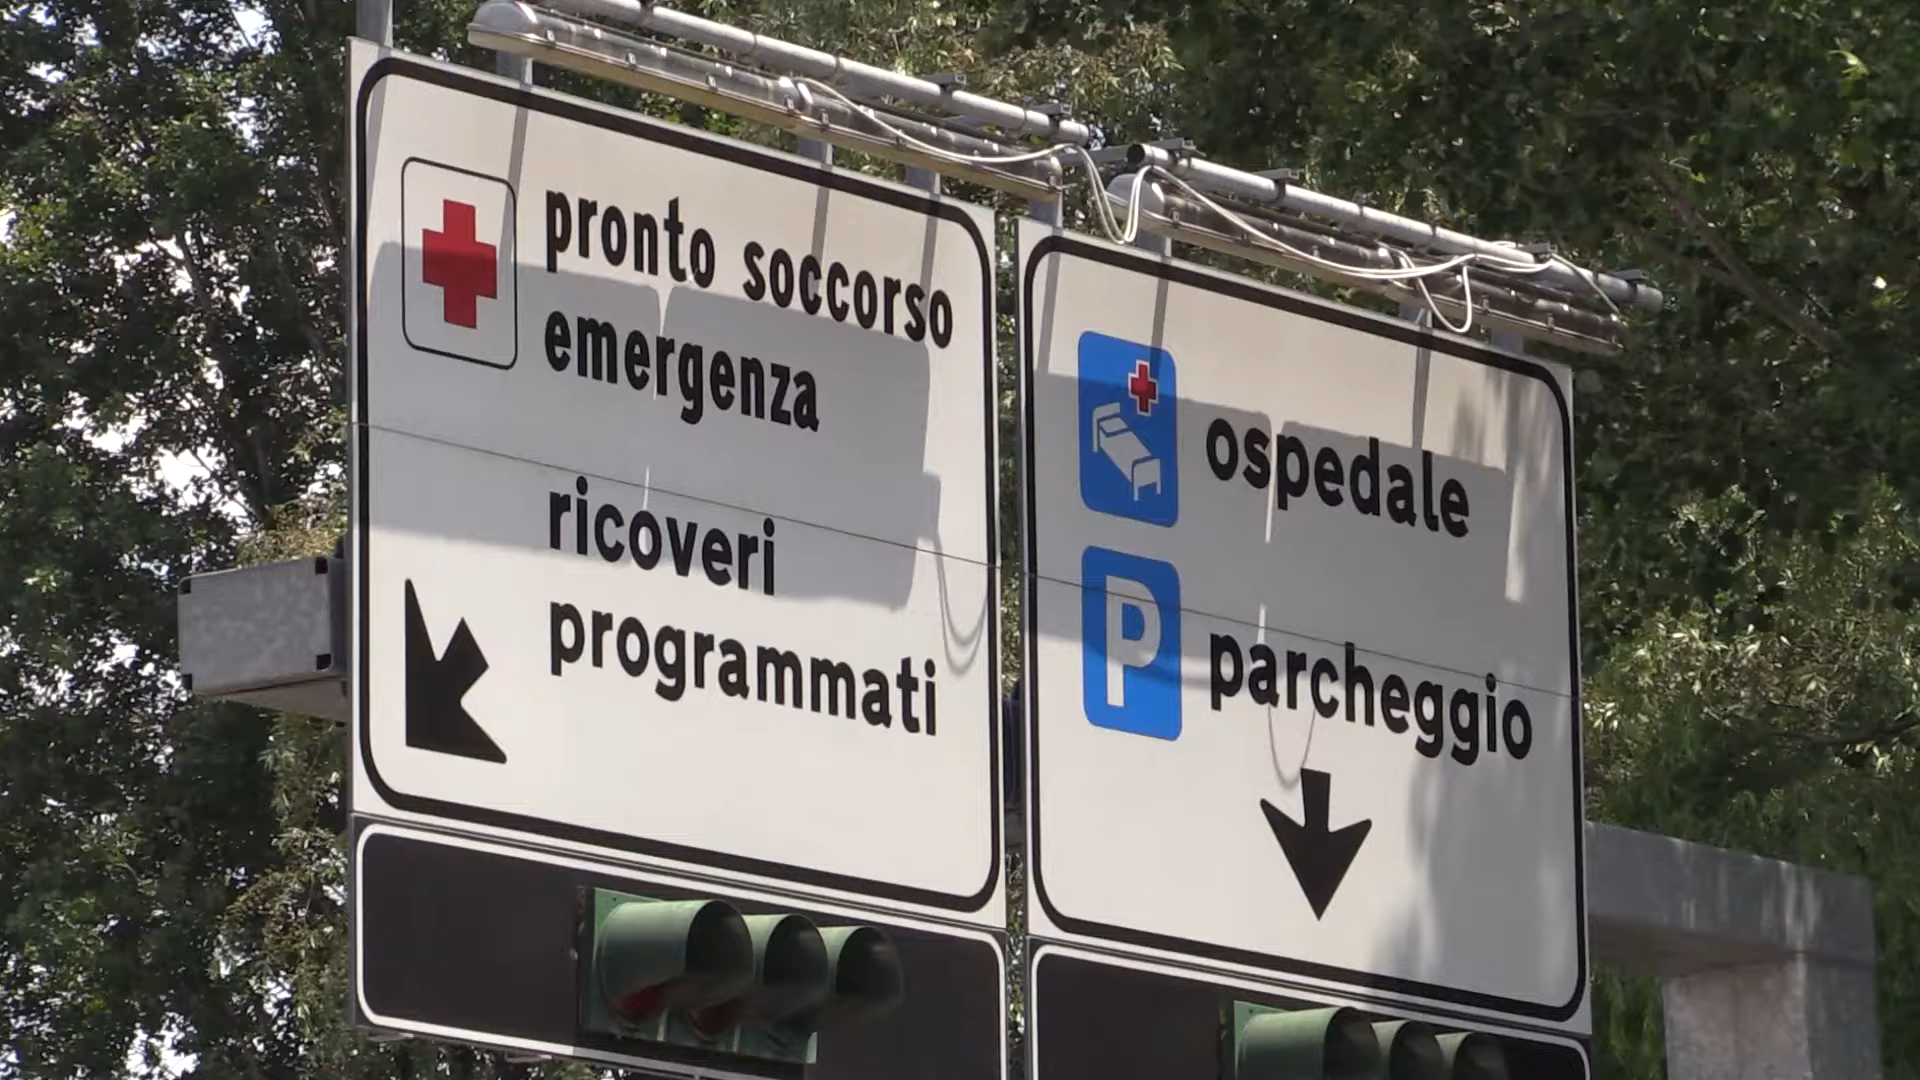 pronto soccorso
emergenza
ricoveri
programmati
ospedale
P parcheggio